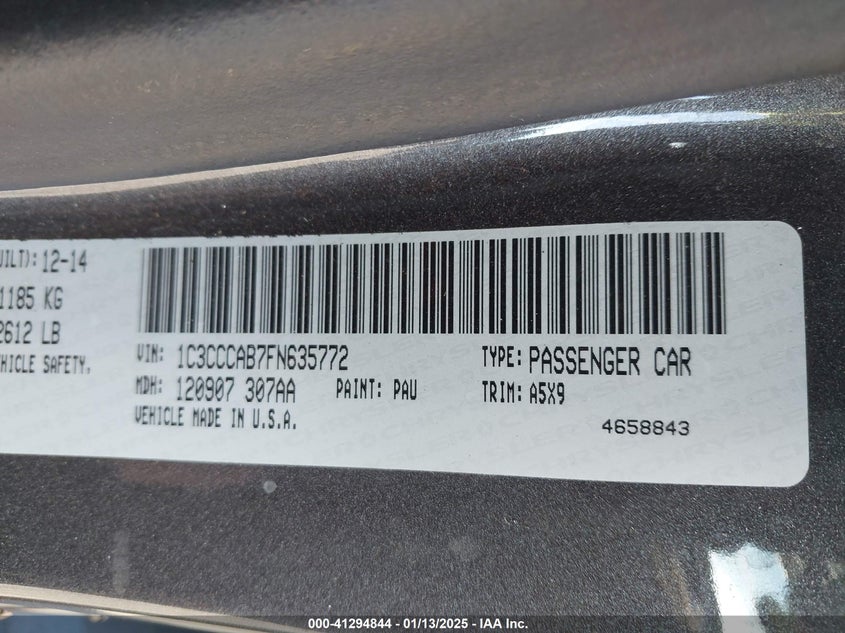 UILT): 12-14
1185 KG
2612 LB
EHICLE SAFETY.
VIN: 1C3CCCAB7FN635772 TYPE: PASSENGER CAR
MDH: 120907 307AA PAINT: PAU TRIM: A5X9
VEHICLE MADE IN U.S.A.
4658843
000-41294844 — 01/13/2025 — IAA Inc.